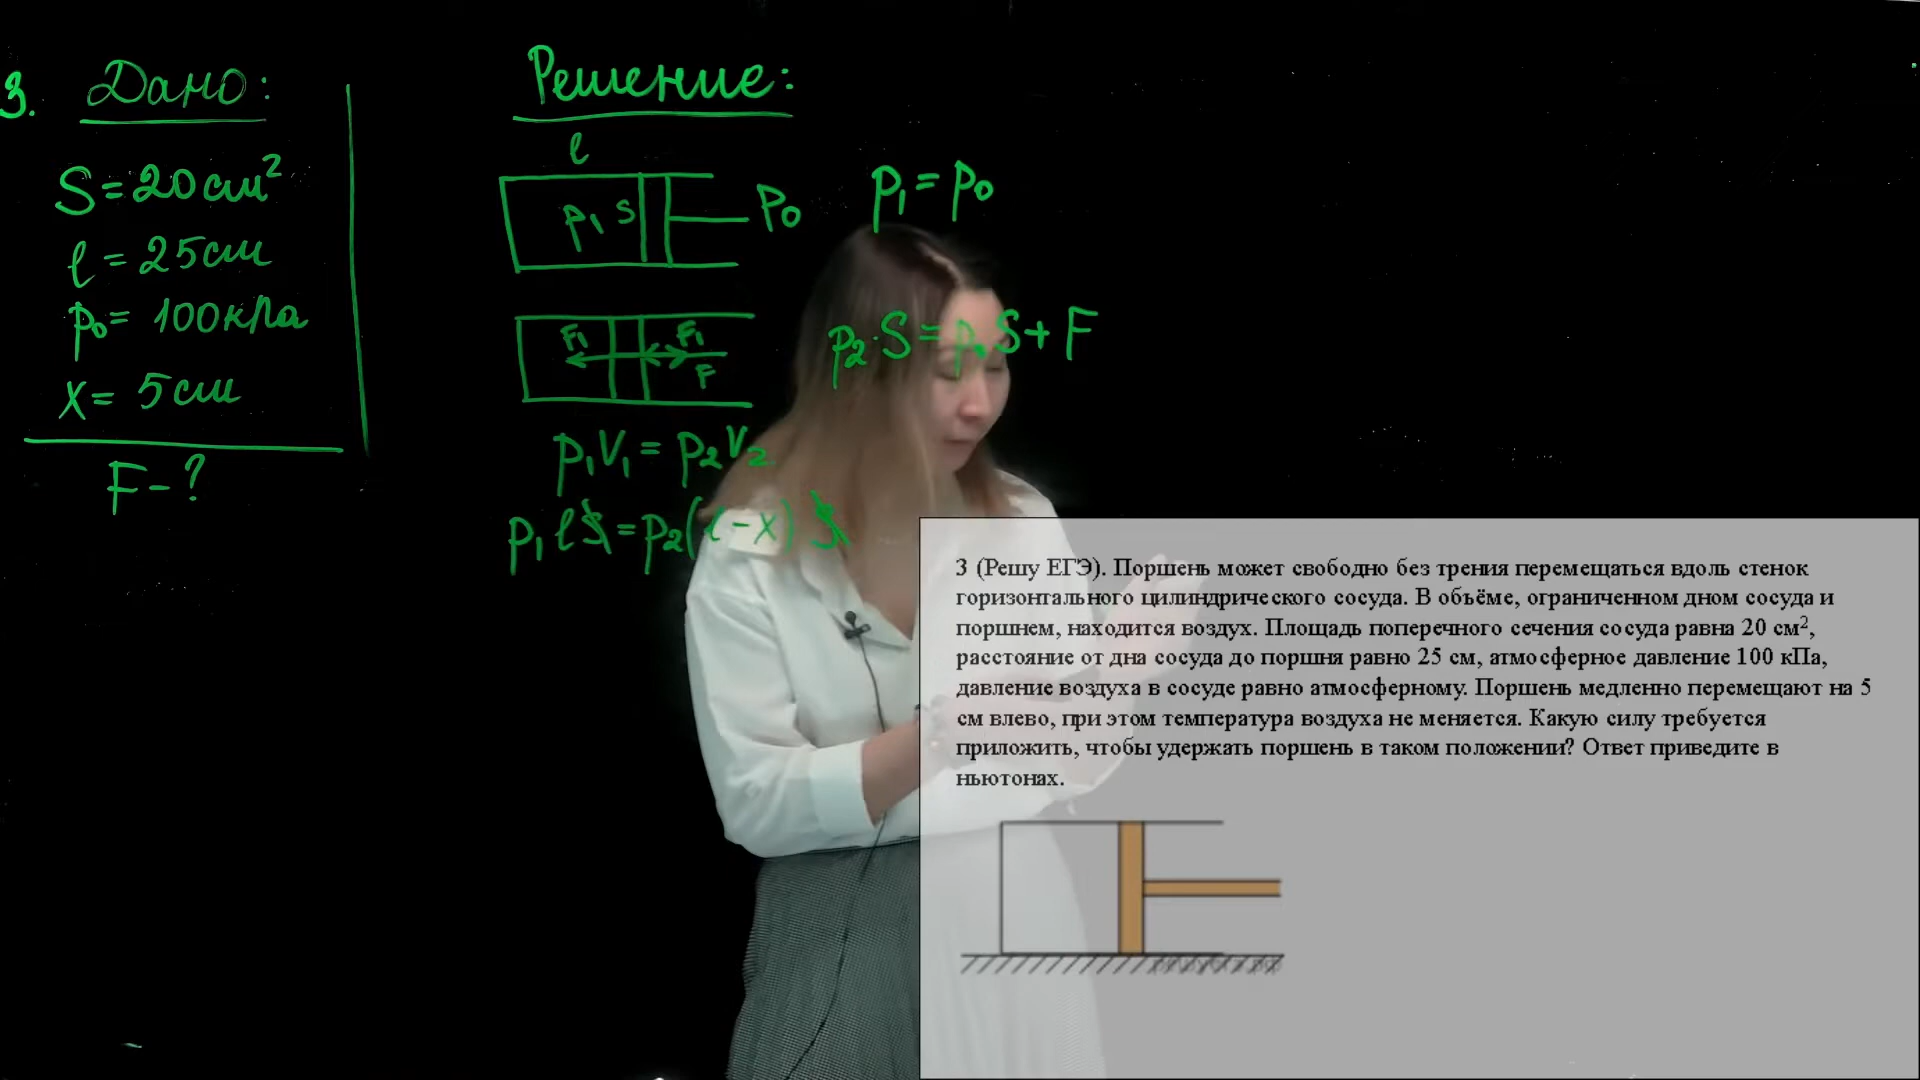 3. Дано:
S = 20 см²
l = 25 см
p₀ = 100 кПа
x = 5 см
F - ?
Решение:
l
p₁ S p₀
p₁ = p₀
F₁ F₁
F
p₂·S = p₀S + F
p₁V₁ = p₂V₂
p₁ l S = p₂(l - x) S
3 (Решу ЕГЭ). Поршень может свободно без трения перемещаться вдоль стенок
горизонтального цилиндрического сосуда. В объёме, ограниченном дном сосуда и
поршнем, находится воздух. Площадь поперечного сечения сосуда равна 20 см²,
расстояние от дна сосуда до поршня равно 25 см, атмосферное давление 100 кПа,
давление воздуха в сосуде равно атмосферному. Поршень медленно перемещают на 5
см влево, при этом температура воздуха не меняется. Какую силу требуется
приложить, чтобы удержать поршень в таком положении? Ответ приведите в
ньютонах.